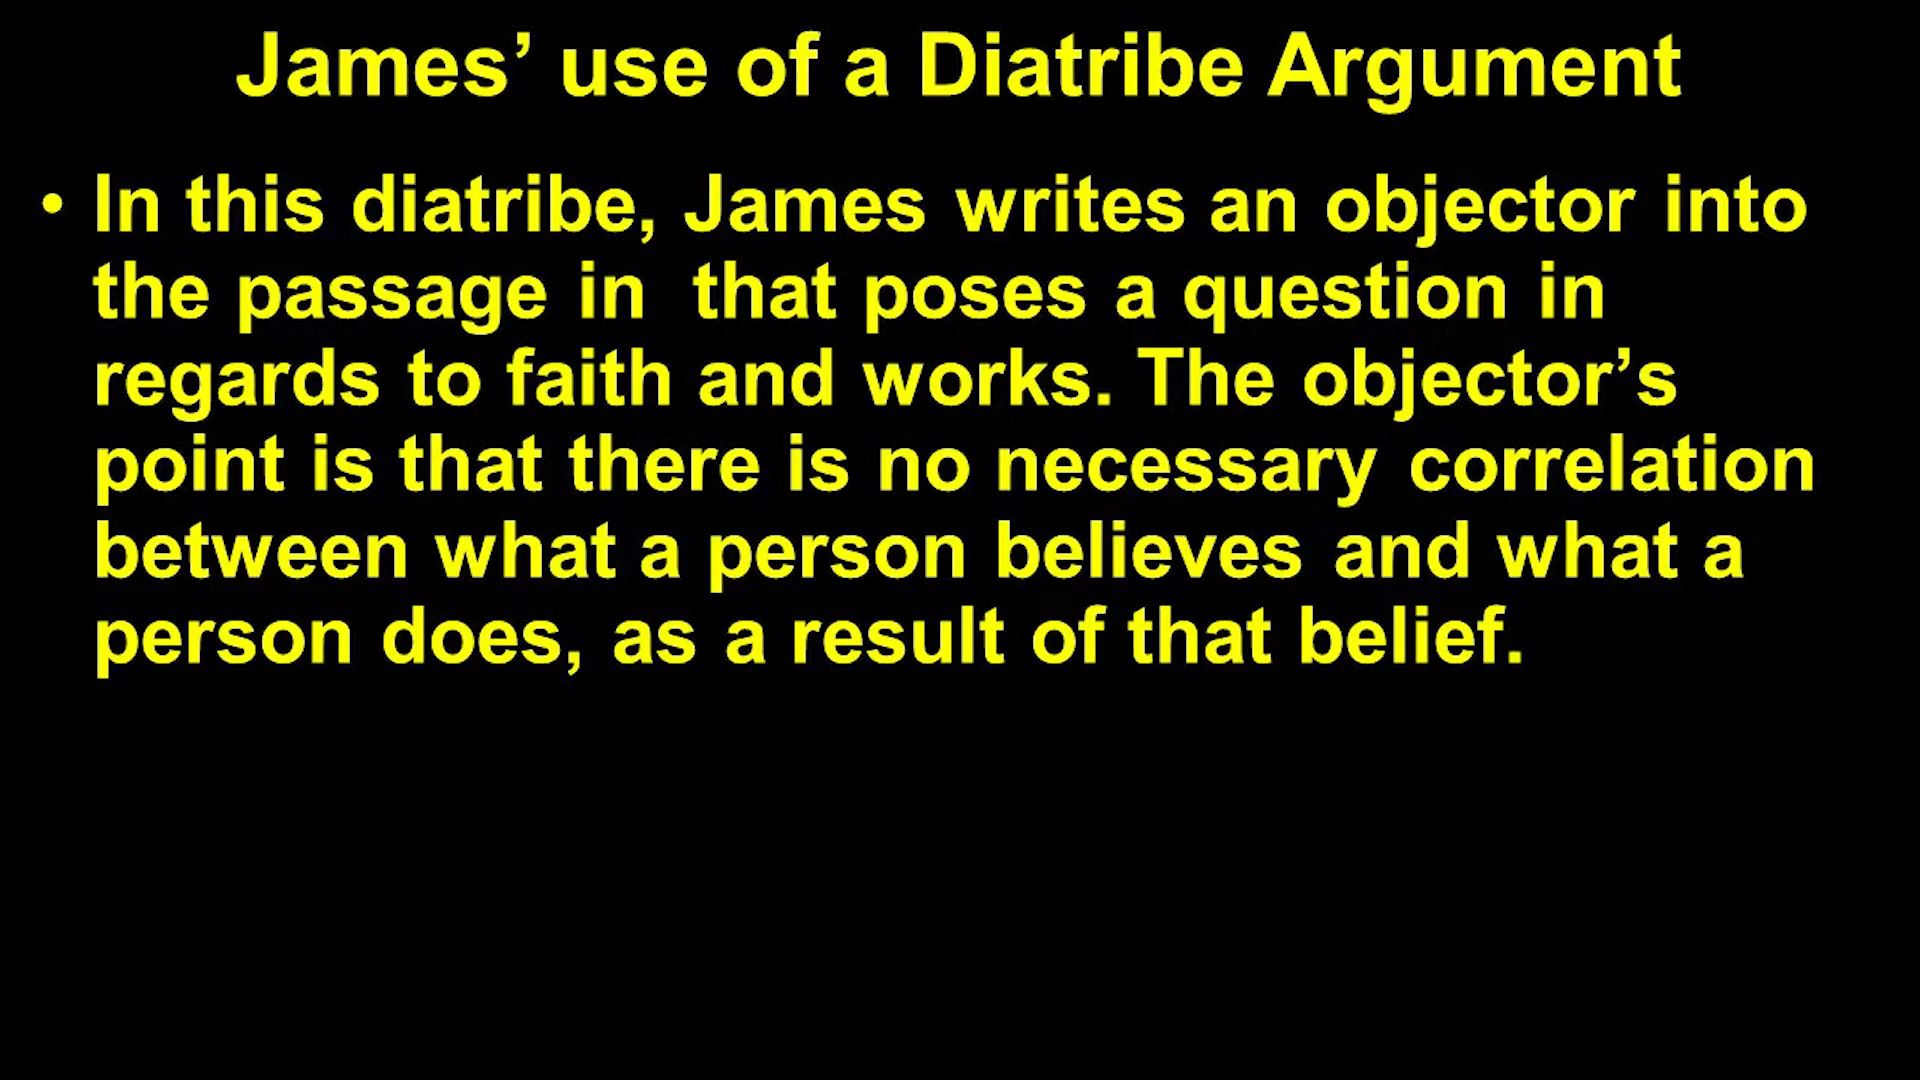 James’ use of a Diatribe Argument
• In this diatribe, James writes an objector into
the passage in  that poses a question in
regards to faith and works. The objector’s
point is that there is no necessary correlation
between what a person believes and what a
person does, as a result of that belief.